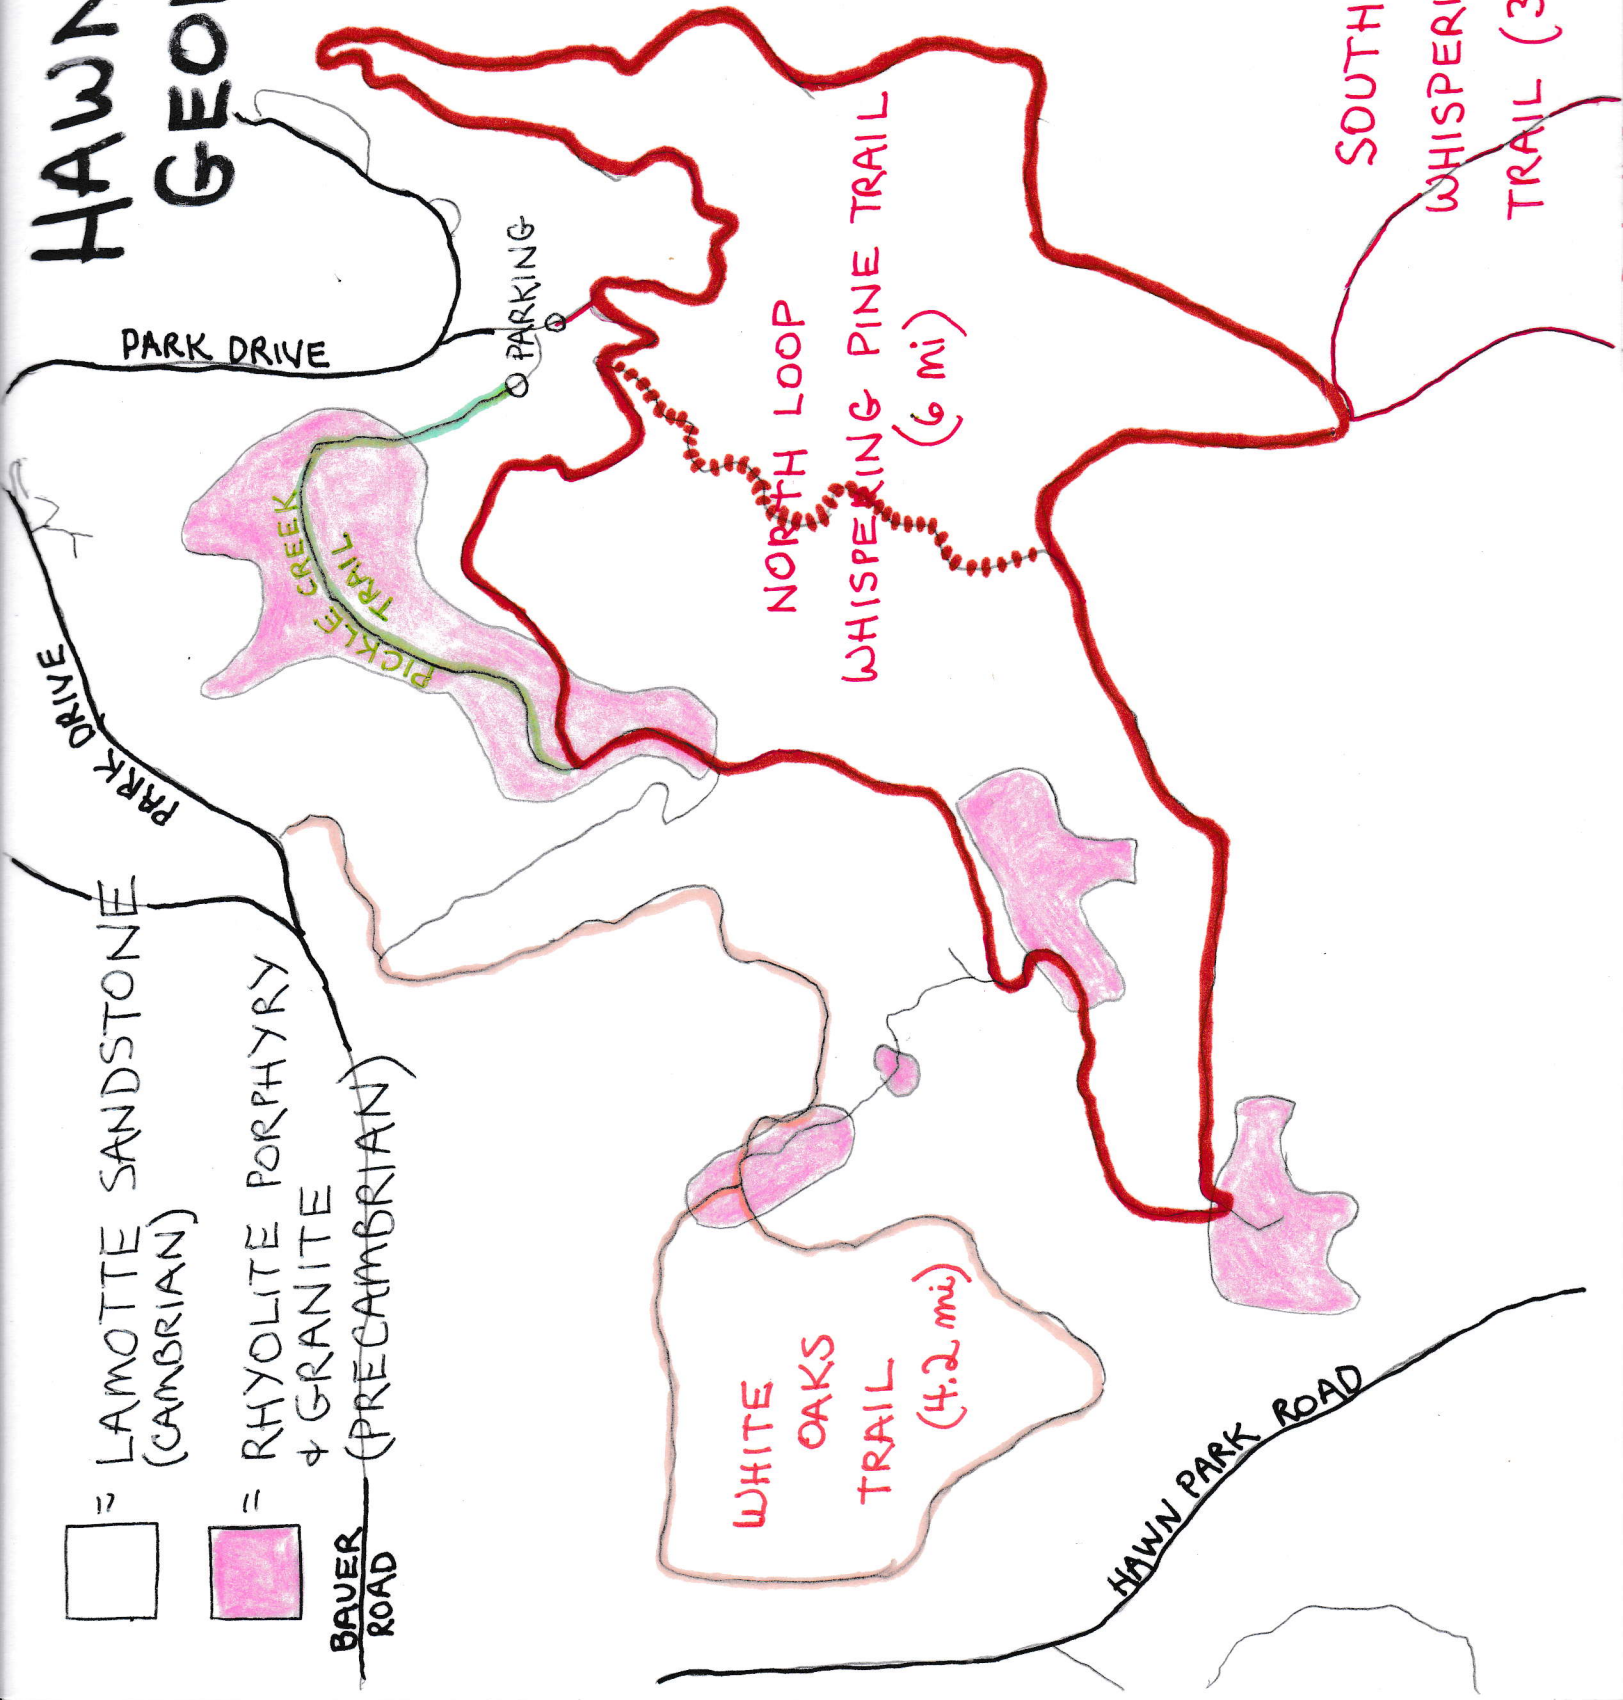 HAWN
GEO
= LAMOTTE SANDSTONE
(CAMBRIAN)
= RHYOLITE PORPHYRY
+ GRANITE
(PRECAMBRIAN)
BAUER
ROAD
PARK DRIVE
PARK DRIVE
PARKING
PICKLE CREEK
TRAIL
NORTH LOOP
WHISPERING PINE TRAIL
(6 mi)
WHITE
OAKS
TRAIL
(4.2 mi)
HAWN PARK ROAD
SOUTH
WHISPERI
TRAIL (3